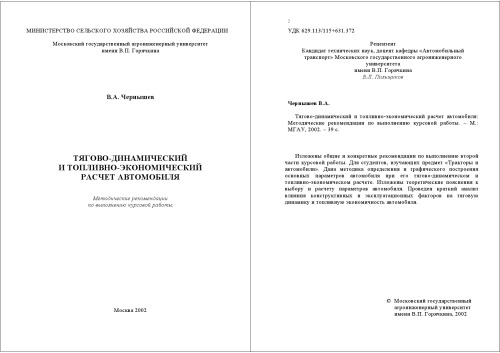 МИНИСТЕРСТВО СЕЛЬСКОГО ХОЗЯЙСТВА РОССИЙСКОЙ ФЕДЕРАЦИИ
Московский государственный агроинженерный университет
имени В.П. Горячкина
В.А. Чернышев
ТЯГОВО-ДИНАМИЧЕСКИЙ
И ТОПЛИВНО-ЭКОНОМИЧЕСКИЙ
РАСЧЕТ АВТОМОБИЛЯ
Методические рекомендации
по выполнению курсовой работы.
Москва 2002
2
УДК 629.113/115+631.372
Рецензент
Кандидат технических наук, доцент кафедры «Автомобильный
транспорт» Московского государственного агроинженерного
университета
имени В.П. Горячкина
В.Л. Пильщиков
Чернышев В.А.
Тягово-динамический и топливно-экономический расчет автомобиля:
Методические рекомендации по выполнению курсовой работы. – М.:
МГАУ, 2002. – 39 с.
Изложены общие и конкретные рекомендации по выполнению второй
части курсовой работы. Для студентов, изучающих предмет «Тракторы и
автомобили». Дана методика определения и графического построения
основных параметров автомобиля при его тягово-динамическом и
топливно-экономическом расчете. Изложены теоретические пояснения к
выбору и расчету параметров автомобиля. Проведен краткий анализ
влияния конструктивных и эксплуатационных факторов на тяговую
динамику и топливную экономичность автомобиля.
© Московский государственный
агроинженерный университет
имени В.П. Горячкина, 2002